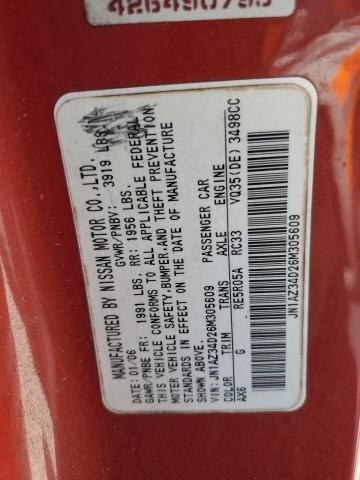 426490793
MANUFACTURED BY NISSAN MOTOR CO.,LTD.
DATE: 01/06 GVWR/PNBV: 3919 LBS.
GAWR/PNBE FR: 1991 LBS. RR: 1956 LBS.
THIS VEHICLE CONFORMS TO ALL APPLICABLE FEDERAL
MOTOR VEHICLE SAFETY,BUMPER,AND THEFT PREVENTION
STANDARDS IN EFFECT ON THE DATE OF MANUFACTURE
SHOWN ABOVE.
VIN: JN1AZ34D26M305609 PASSENGER CAR
COLOR TRIM TRANS AXLE ENGINE
AX6 G RE5R05A RC33 VQ35(DE) 3498CC
JN1AZ34D26M305609